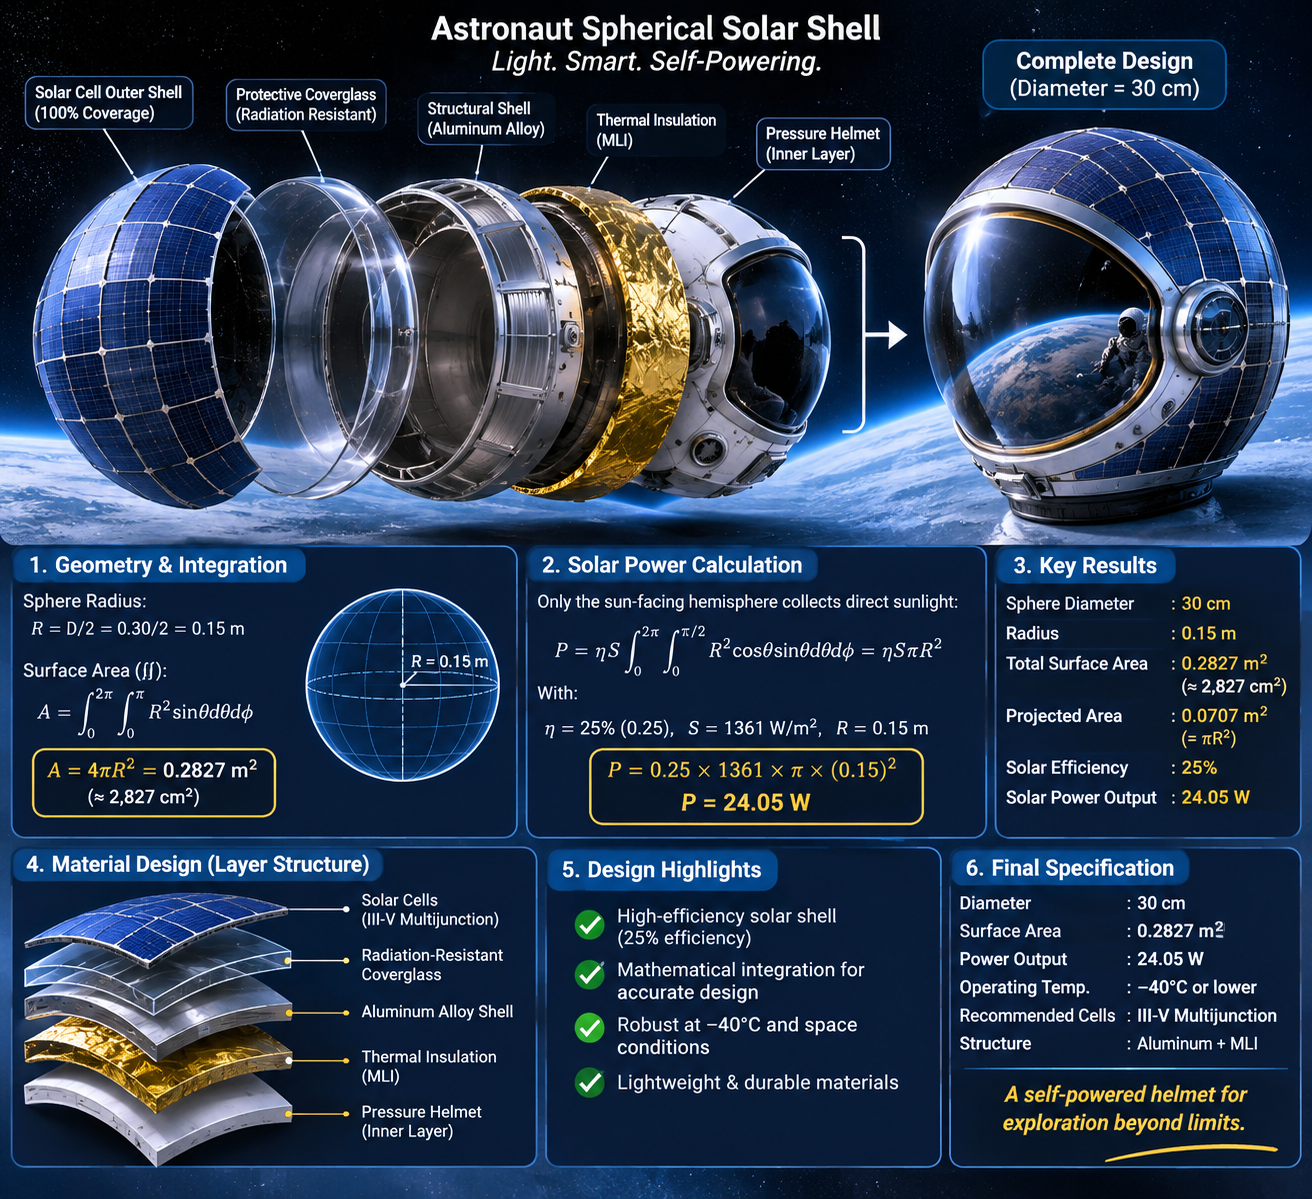 Astronaut Spherical Solar Shell
Light. Smart. Self-Powering.
Complete Design
(Diameter = 30 cm)
Solar Cell Outer Shell
(100% Coverage)
Protective Coverglass
(Radiation Resistant)
Structural Shell
(Aluminum Alloy)
Thermal Insulation
(MLI)
Pressure Helmet
(Inner Layer)
1. Geometry & Integration
Sphere Radius:
R = D/2 = 0.30/2 = 0.15 m
Surface Area (∬):
A = ∫₀^2π ∫₀^π R² sinθdθdϕ
A = 4πR² = 0.2827 m²
(≈ 2,827 cm²)
R = 0.15 m
2. Solar Power Calculation
Only the sun-facing hemisphere collects direct sunlight:
P = ηS ∫₀^2π ∫₀^π/2 R² cosθsinθdθdϕ = ηSπR²
With:
η = 25% (0.25), S = 1361 W/m², R = 0.15 m
P = 0.25 × 1361 × π × (0.15)²
P = 24.05 W
3. Key Results
Sphere Diameter : 30 cm
Radius : 0.15 m
Total Surface Area : 0.2827 m²
(≈ 2,827 cm²)
Projected Area : 0.0707 m²
(= πR²)
Solar Efficiency : 25%
Solar Power Output : 24.05 W
4. Material Design (Layer Structure)
Solar Cells
(III-V Multijunction)
Radiation-Resistant
Coverglass
Aluminum Alloy Shell
Thermal Insulation
(MLI)
Pressure Helmet
(Inner Layer)
5. Design Highlights
High-efficiency solar shell
(25% efficiency)
Mathematical integration for
accurate design
Robust at −40°C and space
conditions
Lightweight & durable materials
6. Final Specification
Diameter : 30 cm
Surface Area : 0.2827 m²
Power Output : 24.05 W
Operating Temp. : −40°C or lower
Recommended Cells : III-V Multijunction
Structure : Aluminum + MLI
A self-powered helmet for
exploration beyond limits.